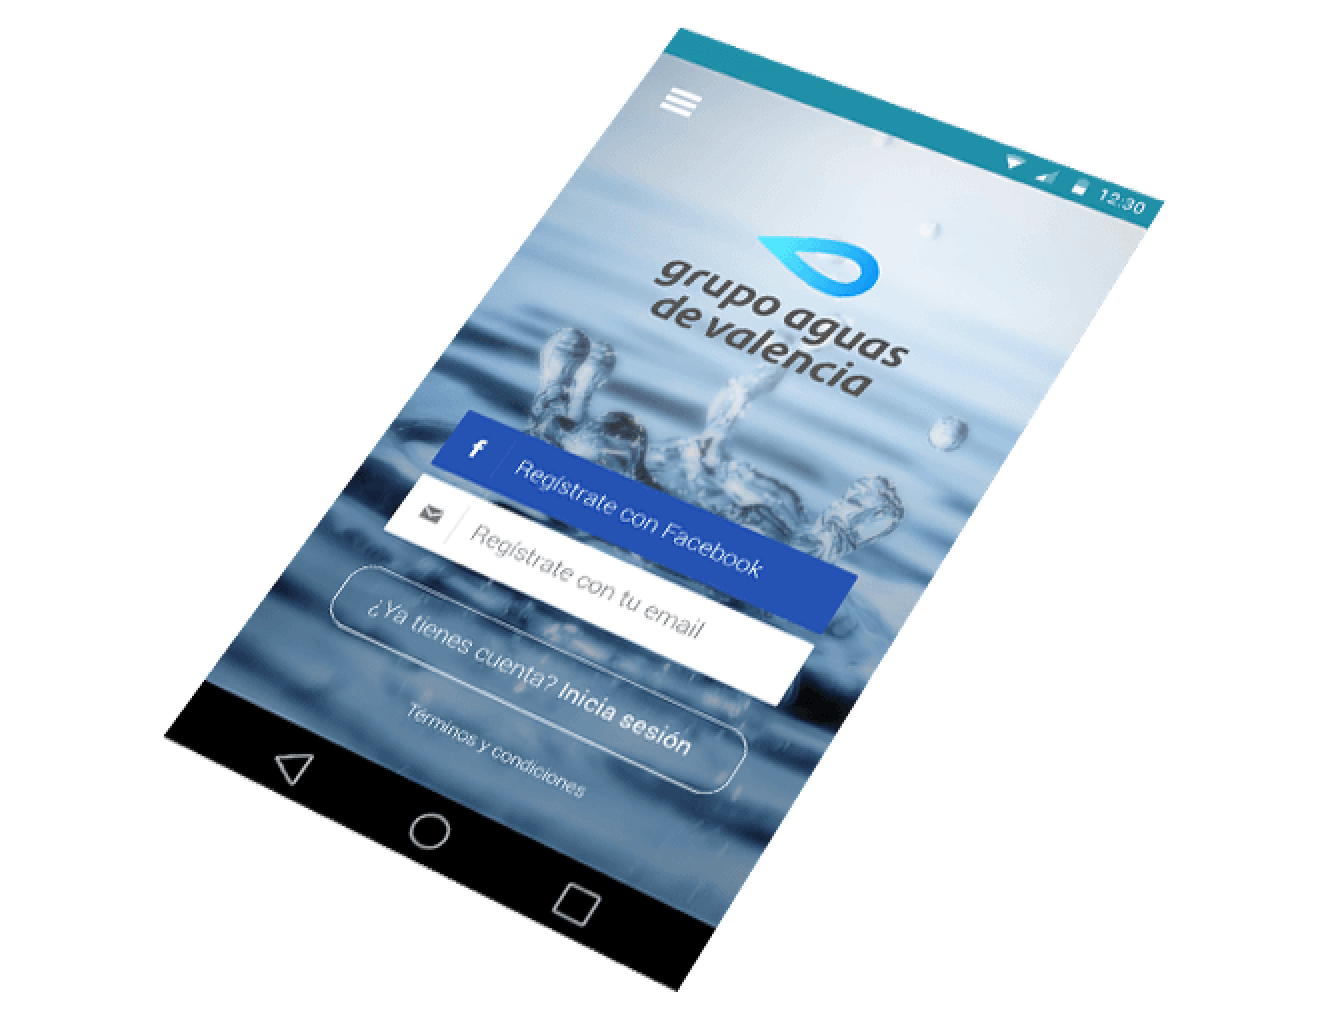 12:30
grupo aguas
de valencia
f Regístrate con Facebook
Regístrate con tu email
¿Ya tienes cuenta? Inicia sesión
Términos y condiciones